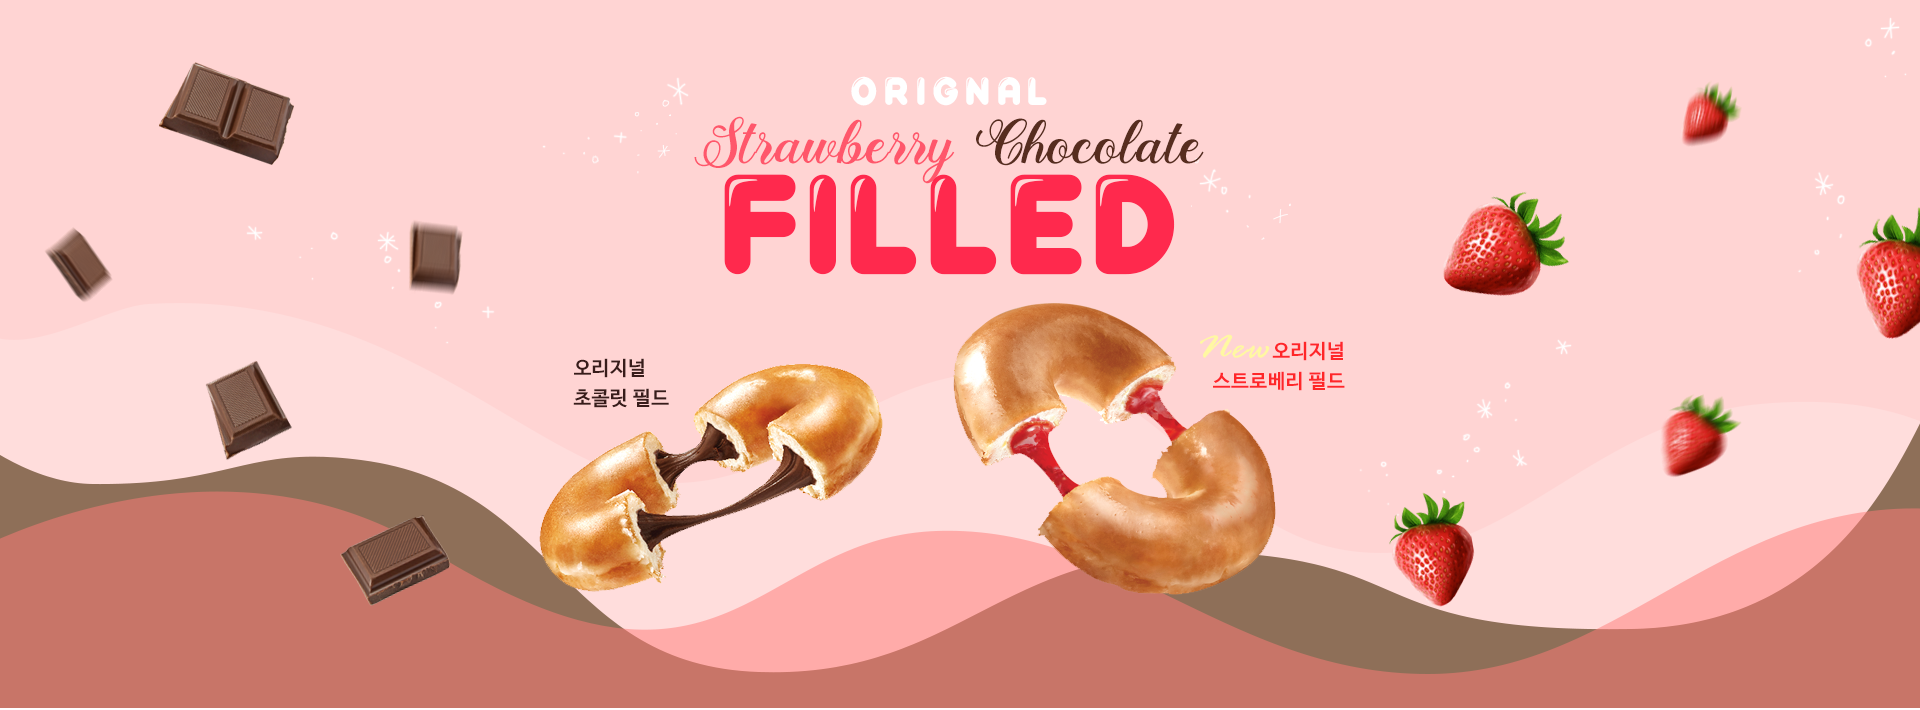 ORIGNAL
Strawberry Chocolate
FILLED
오리지널
초콜릿 필드
New 오리지널
스트로베리 필드